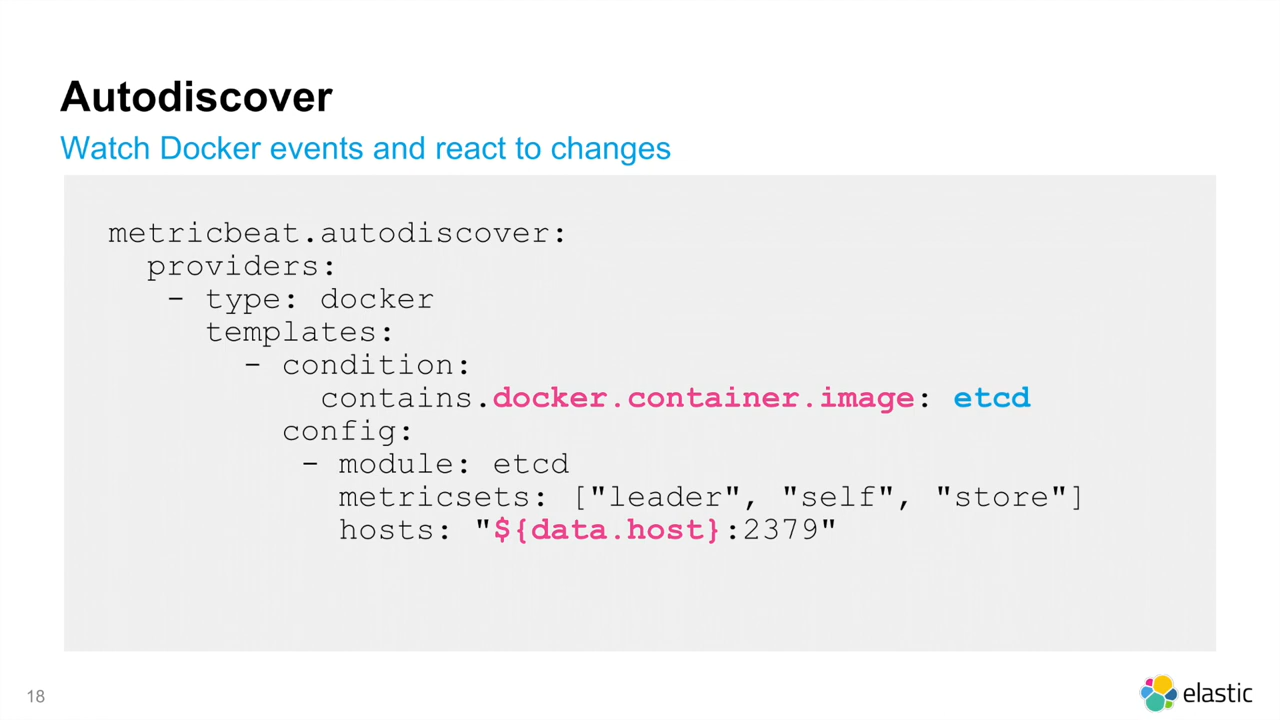 Autodiscover
Watch Docker events and react to changes
metricbeat.autodiscover:
  providers:
   - type: docker
     templates:
       - condition:
           contains.docker.container.image: etcd
         config:
          - module: etcd
            metricsets: ["leader", "self", "store"]
            hosts: "${data.host}:2379"
18
elastic